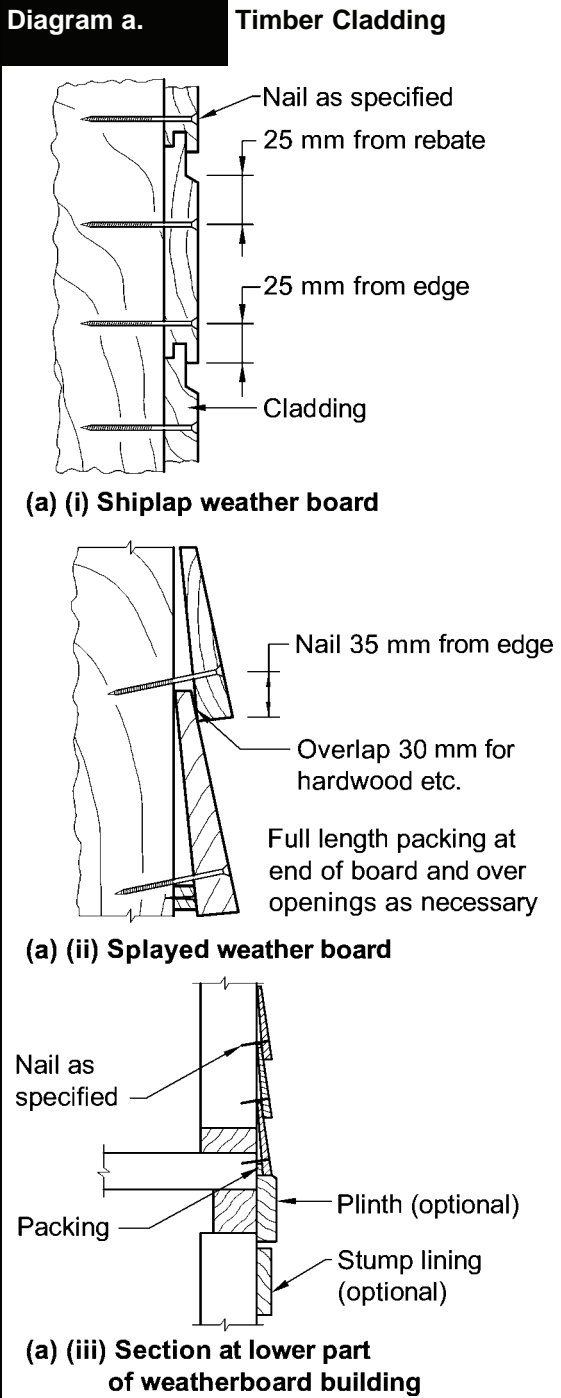 Diagram a. Timber Cladding
Nail as specified
25 mm from rebate
25 mm from edge
Cladding
(a) (i) Shiplap weather board
Nail 35 mm from edge
Overlap 30 mm for
hardwood etc.
Full length packing at
end of board and over
openings as necessary
(a) (ii) Splayed weather board
Nail as
specified
Packing
Plinth (optional)
Stump lining
(optional)
(a) (iii) Section at lower part
of weatherboard building